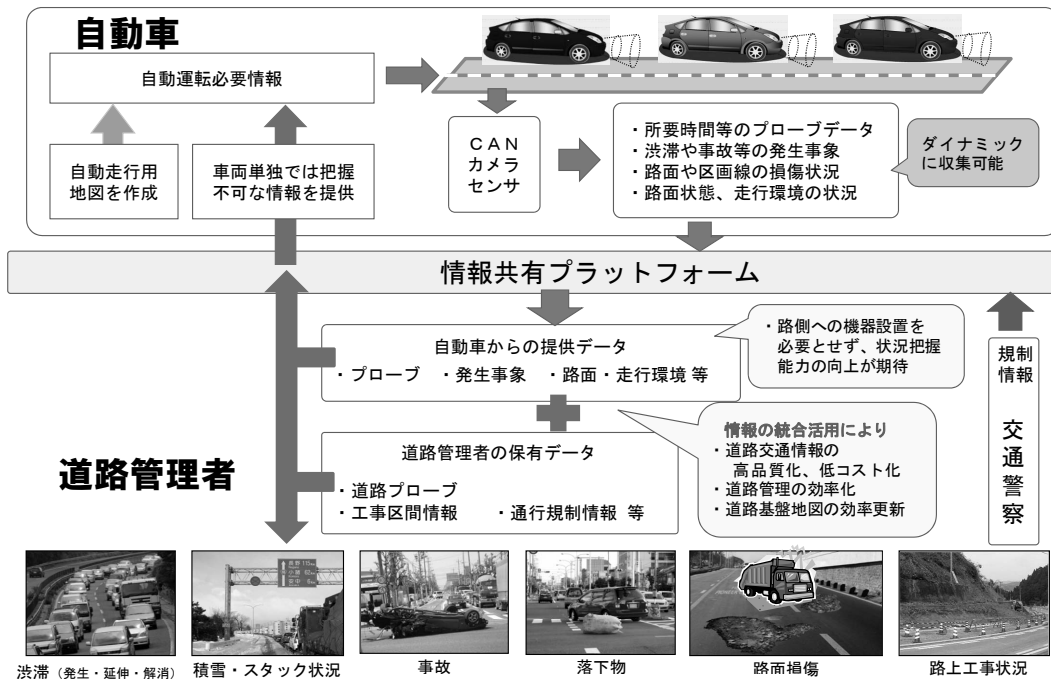 自動車
自動運転必要情報
自動走行用
地図を作成
車両単独では把握
不可な情報を提供
ＣＡＮ
カメラ
センサ
・所要時間等のプローブデータ
・渋滞や事故等の発生事象
・路面や区画線の損傷状況
・路面状態、走行環境の状況
ダイナミック
に収集可能
情報共有プラットフォーム
自動車からの提供データ
・プローブ ・発生事象 ・路面・走行環境 等
・路側への機器設置を
必要とせず、状況把握
能力の向上が期待
規制
情報
交通警察
道路管理者
道路管理者の保有データ
・道路プローブ
・工事区間情報 ・通行規制情報 等
情報の統合活用により
・道路交通情報の
高品質化、低コスト化
・道路管理の効率化
・道路基盤地図の効率更新
渋滞（発生・延伸・解消）
積雪・スタック状況
事故
落下物
路面損傷
路上工事状況